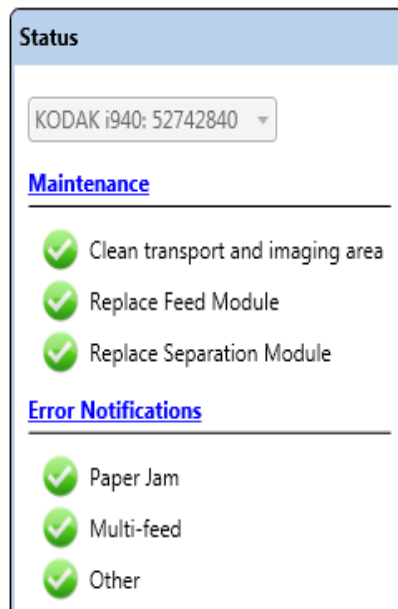 Status
KODAK i940: 52742840
Maintenance
Clean transport and imaging area
Replace Feed Module
Replace Separation Module
Error Notifications
Paper Jam
Multi-feed
Other